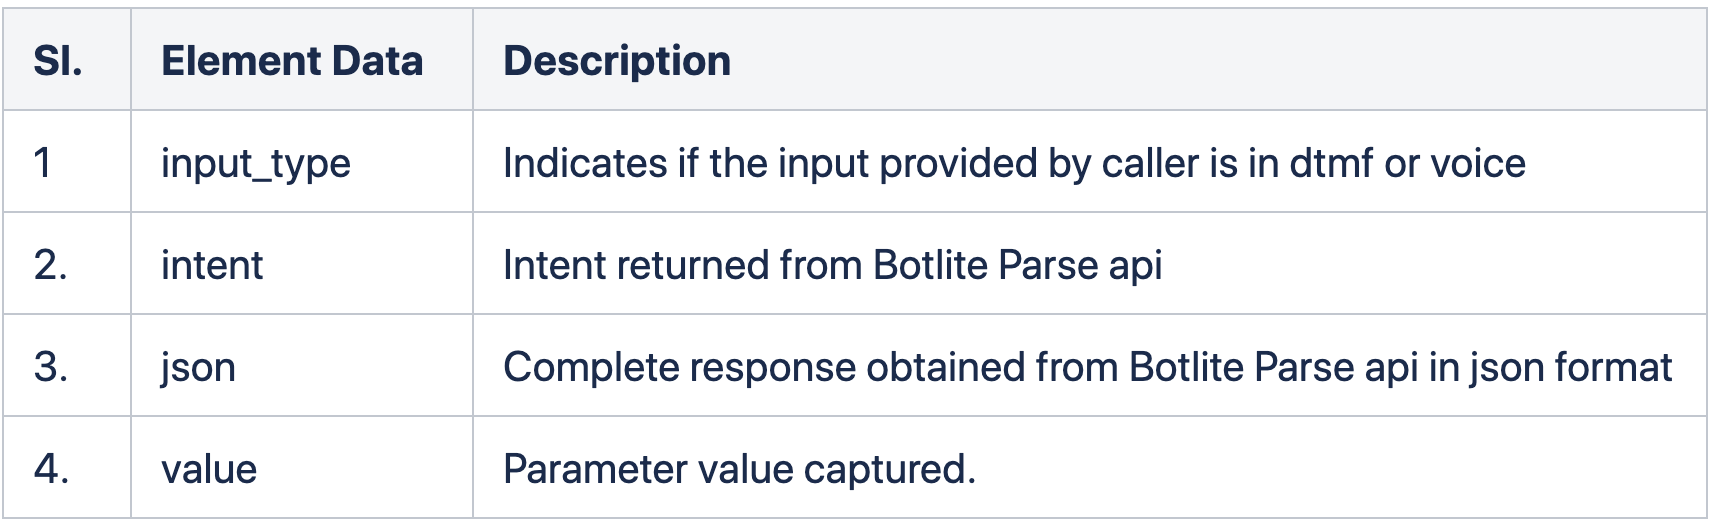 Sl. Element Data Description
1 input_type Indicates if the input provided by caller is in dtmf or voice
2. intent Intent returned from Botlite Parse api
3. json Complete response obtained from Botlite Parse api in json format
4. value Parameter value captured.